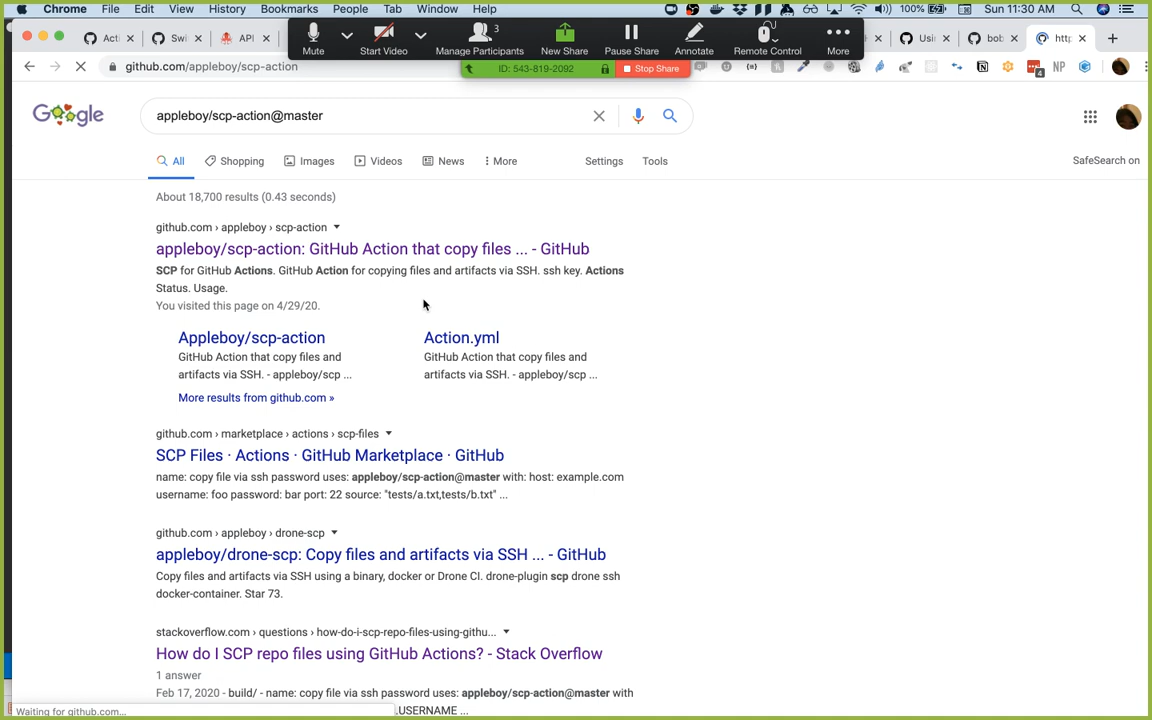 Chrome File Edit View History Bookmarks People Tab Window Help 100% Sun 11:30 AM
Acti Swi API Usi bob htt
Mute Start Video Manage Participants 3 New Share Pause Share Annotate Remote Control More
github.com/appleboy/scp-action ID: 543-819-2092 Stop Share NP 4
Google appleboy/scp-action@master
All Shopping Images Videos News More Settings Tools SafeSearch on
About 18,700 results (0.43 seconds)
github.com › appleboy › scp-action
appleboy/scp-action: GitHub Action that copy files ... - GitHub
SCP for GitHub Actions. GitHub Action for copying files and artifacts via SSH. ssh key. Actions
Status. Usage.
You visited this page on 4/29/20.
Appleboy/scp-action Action.yml
GitHub Action that copy files and GitHub Action that copy files and
artifacts via SSH. - appleboy/scp ... artifacts via SSH. - appleboy/scp ...
More results from github.com »
github.com › marketplace › actions › scp-files
SCP Files · Actions · GitHub Marketplace · GitHub
name: copy file via ssh password uses: appleboy/scp-action@master with: host: example.com
username: foo password: bar port: 22 source: "tests/a.txt,tests/b.txt" ...
github.com › appleboy › drone-scp
appleboy/drone-scp: Copy files and artifacts via SSH ... - GitHub
Copy files and artifacts via SSH using a binary, docker or Drone CI. drone-plugin scp drone ssh
docker-container. Star 73.
stackoverflow.com › questions › how-do-i-scp-repo-files-using-githu...
How do I SCP repo files using GitHub Actions? - Stack Overflow
1 answer
Feb 17, 2020 - build/ - name: copy file via ssh password uses: appleboy/scp-action@master with
Waiting for github.com... .USERNAME ...